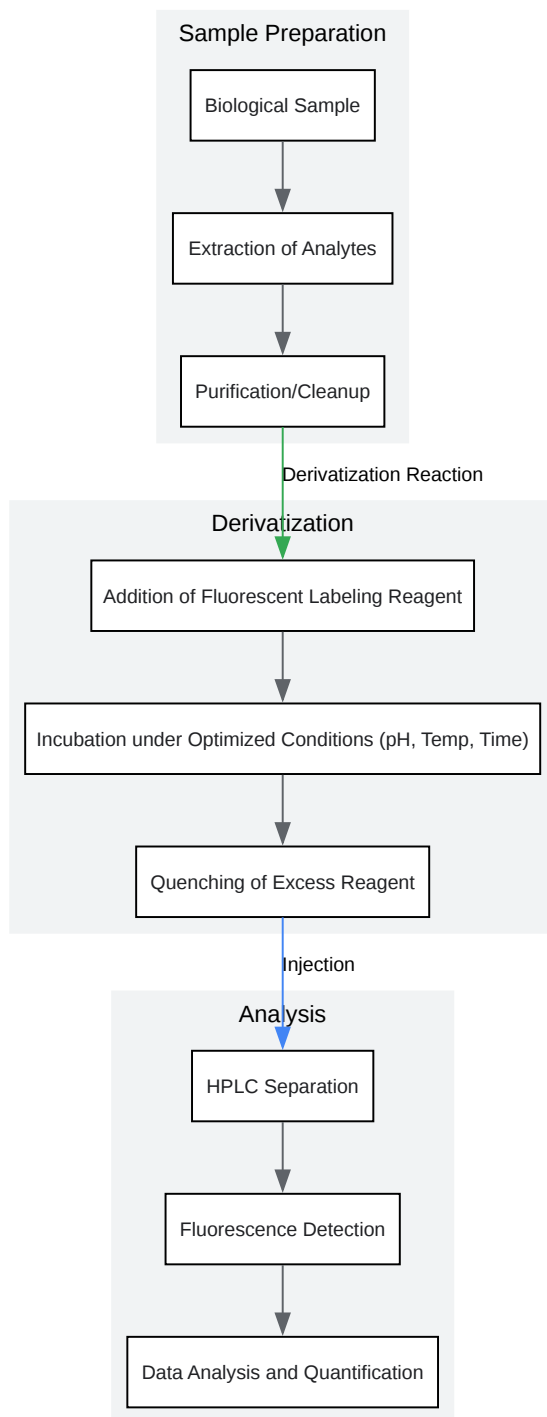 Sample Preparation
Biological Sample
Extraction of Analytes
Purification/Cleanup
Derivatization Reaction
Derivatization
Addition of Fluorescent Labeling Reagent
Incubation under Optimized Conditions (pH, Temp, Time)
Quenching of Excess Reagent
Injection
Analysis
HPLC Separation
Fluorescence Detection
Data Analysis and Quantification